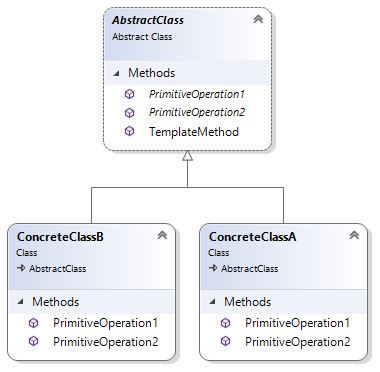 AbstractClass
Abstract Class
Methods
PrimitiveOperation1
PrimitiveOperation2
TemplateMethod
ConcreteClassB
Class
AbstractClass
Methods
PrimitiveOperation1
PrimitiveOperation2
ConcreteClassA
Class
AbstractClass
Methods
PrimitiveOperation1
PrimitiveOperation2